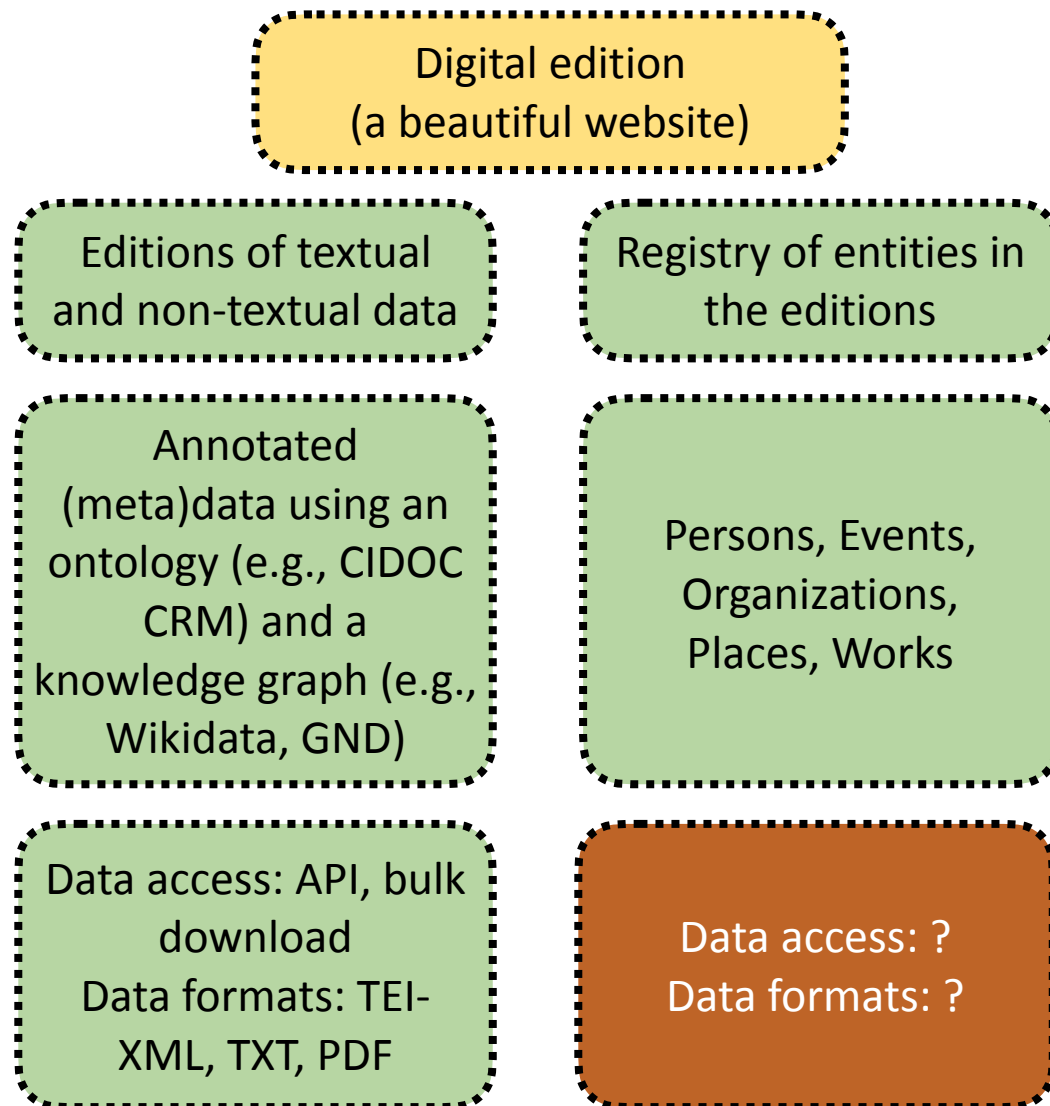 Digital edition
(a beautiful website)
Editions of textual
and non-textual data
Registry of entities in
the editions
Annotated
(meta)data using an
ontology (e.g., CIDOC
CRM) and a
knowledge graph (e.g.,
Wikidata, GND)
Persons, Events,
Organizations,
Places, Works
Data access: API, bulk
download
Data formats: TEI-
XML, TXT, PDF
Data access: ?
Data formats: ?